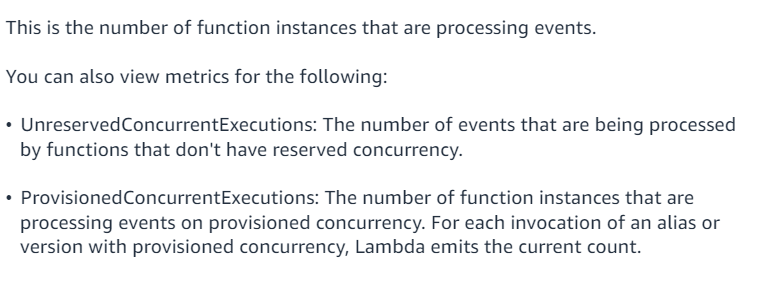 This is the number of function instances that are processing events.
You can also view metrics for the following:
• UnreservedConcurrentExecutions: The number of events that are being processed
by functions that don't have reserved concurrency.
• ProvisionedConcurrentExecutions: The number of function instances that are
processing events on provisioned concurrency. For each invocation of an alias or
version with provisioned concurrency, Lambda emits the current count.